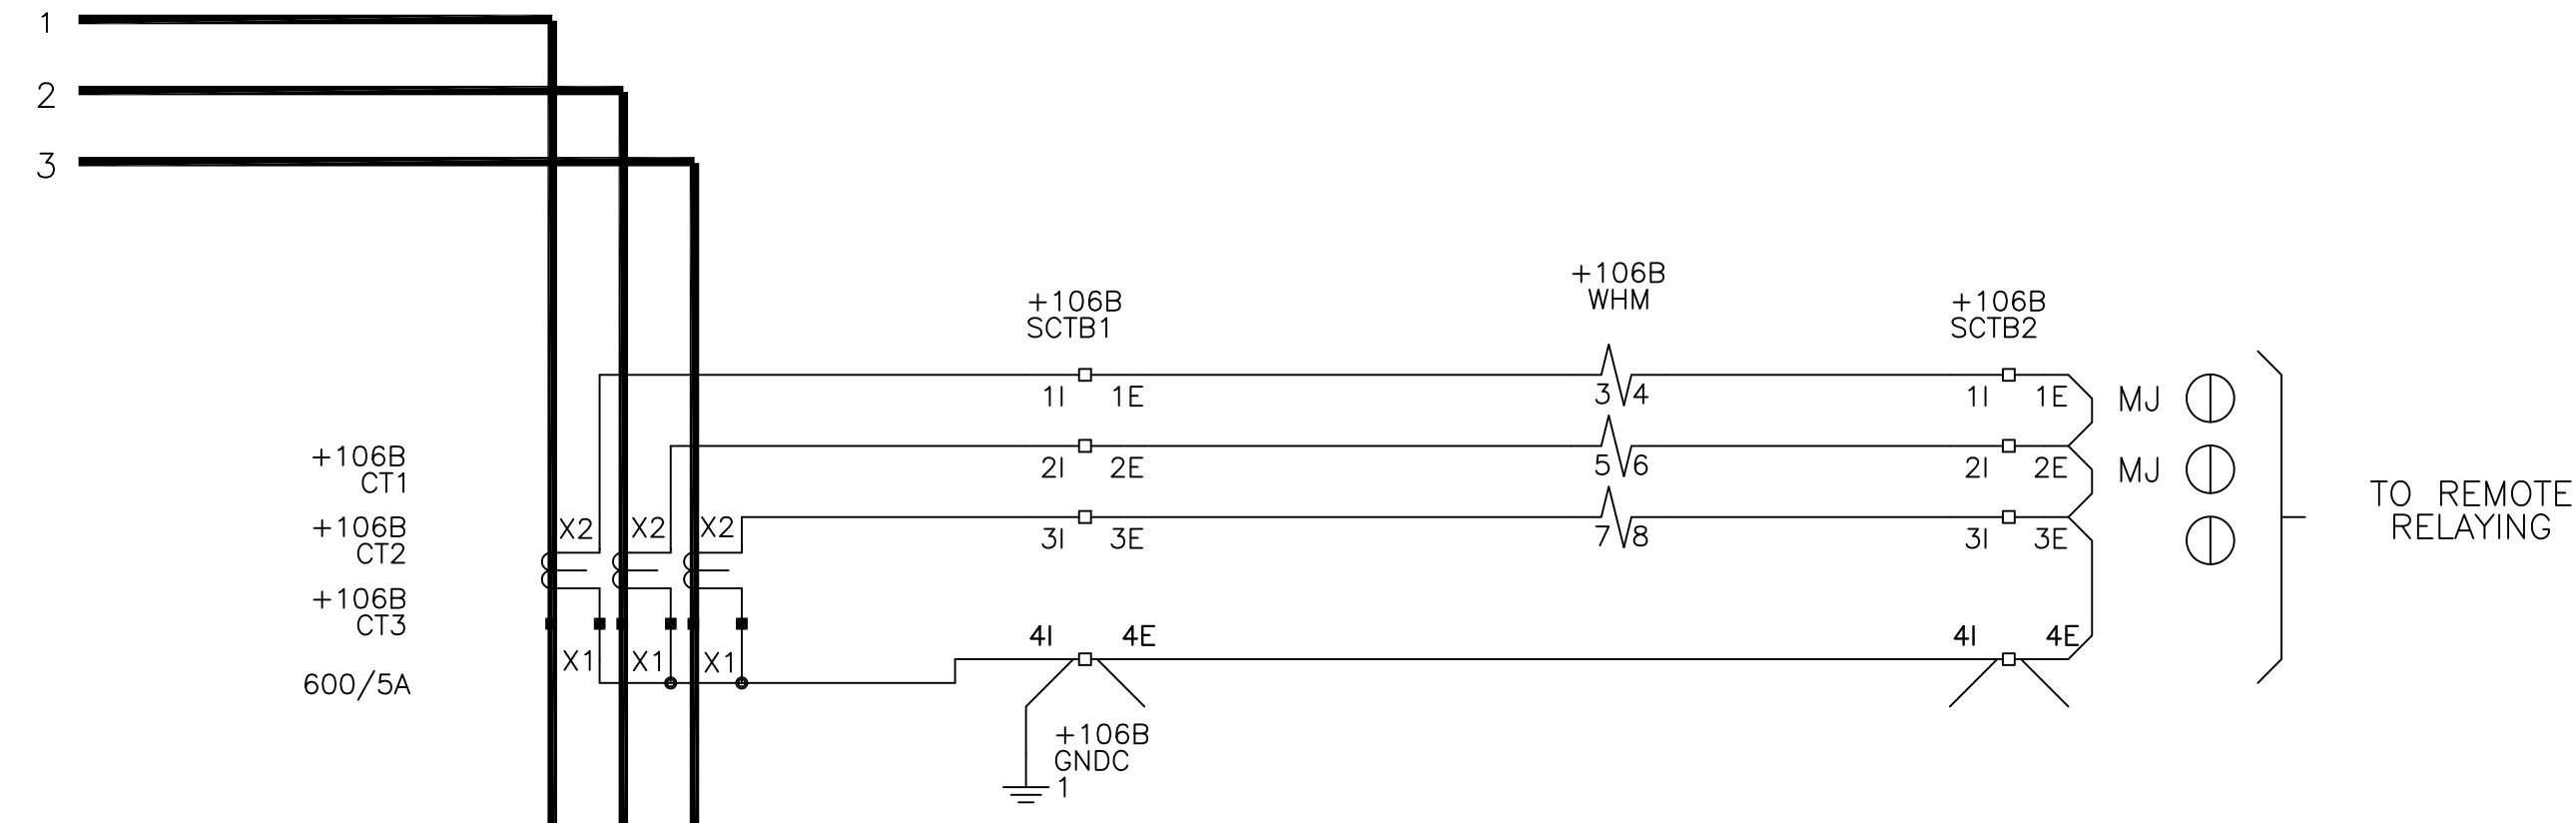 1
2
3
+106B
WHM
+106B
SCTB1
+106B
SCTB2
1I 1E
3 4
1I 1E
MJ
+106B
CT1
2I 2E
5 6
2I 2E
MJ
+106B
CT2
X2 X2 X2
3I 3E
7 8
3I 3E
TO REMOTE
RELAYING
+106B
CT3
X1 X1 X1
4I 4E
4I 4E
600/5A
+106B
GNDC
1